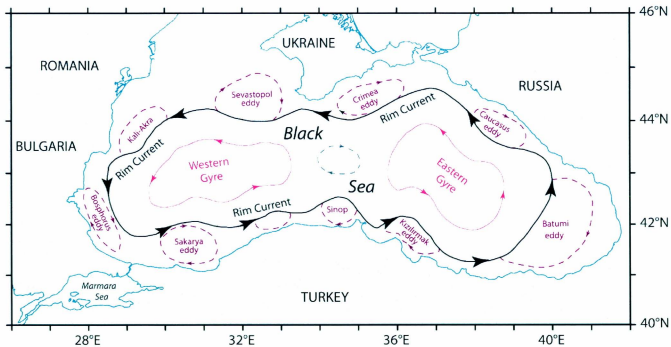 46°N
UKRAINE
ROMANIA
RUSSIA
Sevastopol
eddy
Crimea
eddy
Rim Current
Caucasus
eddy
44°N
Kali-Akra
Black
BULGARIA
Rim Current
Western
Gyre
Eastern
Gyre
Sea
Bosphorus
eddy
Rim Current
Sinop
Kizilirmak
eddy
Batumi
eddy
Sakarya
eddy
42°N
Marmara
Sea
TURKEY
40°N
28°E
32°E
36°E
40°E